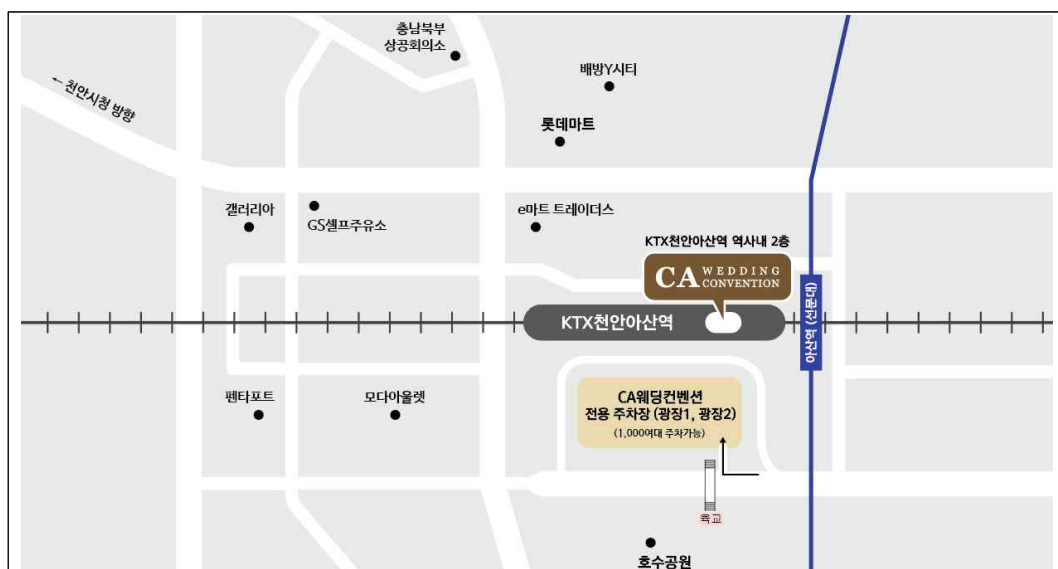 충남북부
상공회의소
배방Y시티
← 천안시청 방향
롯데마트
갤러리아
GS셀프주유소
e마트 트레이더스
KTX천안아산역 역사내 2층
CA WEDDING
CONVENTION
KTX천안아산역
아산역 (선문대)
펜타포트
모다아울렛
CA웨딩컨벤션
전용 주차장 (광장1, 광장2)
(1,000여대 주차가능)
육교
호수공원